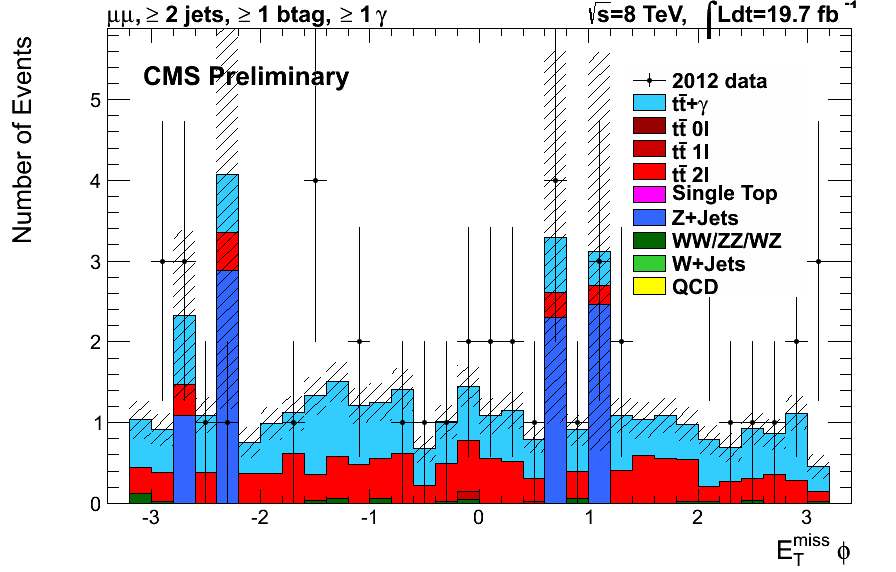 μμ, ≥ 2 jets, ≥ 1 btag, ≥ 1 γ
√s=8 TeV, ∫Ldt=19.7 fb⁻¹
CMS Preliminary
Number of Events
5
4
3
2
1
0
2012 data
tt̄+γ
tt̄ 0l
tt̄ 1l
tt̄ 2l
Single Top
Z+Jets
WW/ZZ/WZ
W+Jets
QCD
-3 -2 -1 0 1 2 3
E_T^miss ϕ